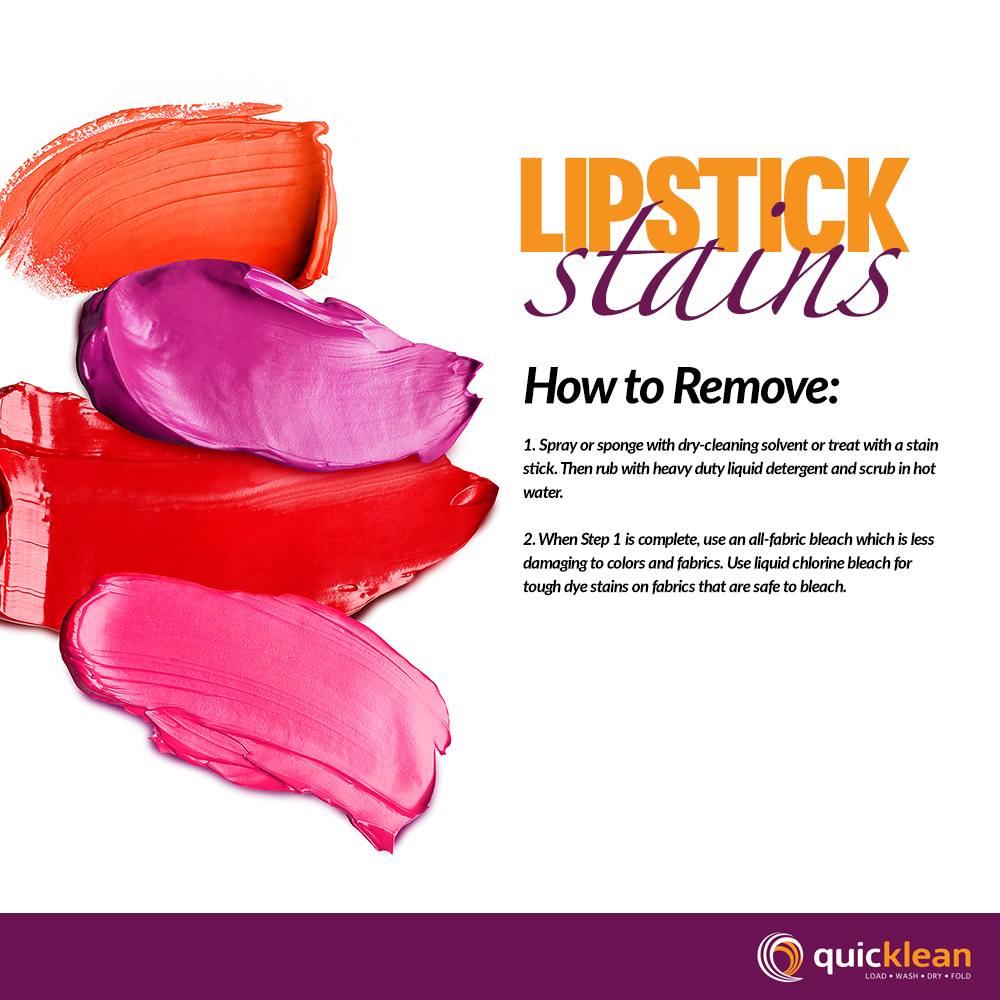 LIPSTICK
stains
How to Remove:
1. Spray or sponge with dry-cleaning solvent or treat with a stain
stick. Then rub with heavy duty liquid detergent and scrub in hot
water.
2. When Step 1 is complete, use an all-fabric bleach which is less
damaging to colors and fabrics. Use liquid chlorine bleach for
tough dye stains on fabrics that are safe to bleach.
quicklean
LOAD • WASH • DRY • FOLD